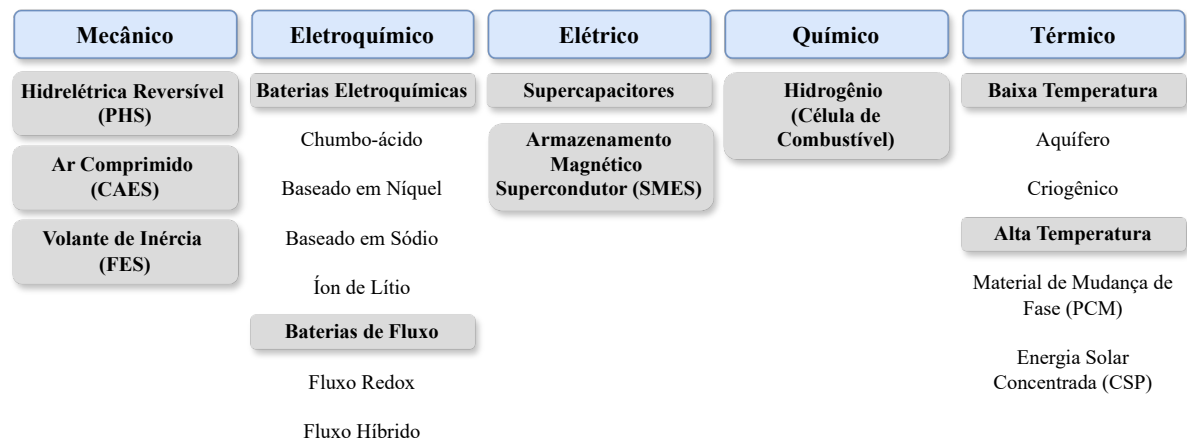 Mecânico
Hidrelétrica Reversível
(PHS)
Ar Comprimido
(CAES)
Volante de Inércia
(FES)
Eletroquímico
Baterias Eletroquímicas
Chumbo-ácido
Baseado em Níquel
Baseado em Sódio
Íon de Lítio
Baterias de Fluxo
Fluxo Redox
Fluxo Híbrido
Elétrico
Supercapacitores
Armazenamento
Magnético
Supercondutor (SMES)
Químico
Hidrogênio
(Célula de
Combustível)
Térmico
Baixa Temperatura
Aquífero
Criogênico
Alta Temperatura
Material de Mudança de
Fase (PCM)
Energia Solar
Concentrada (CSP)